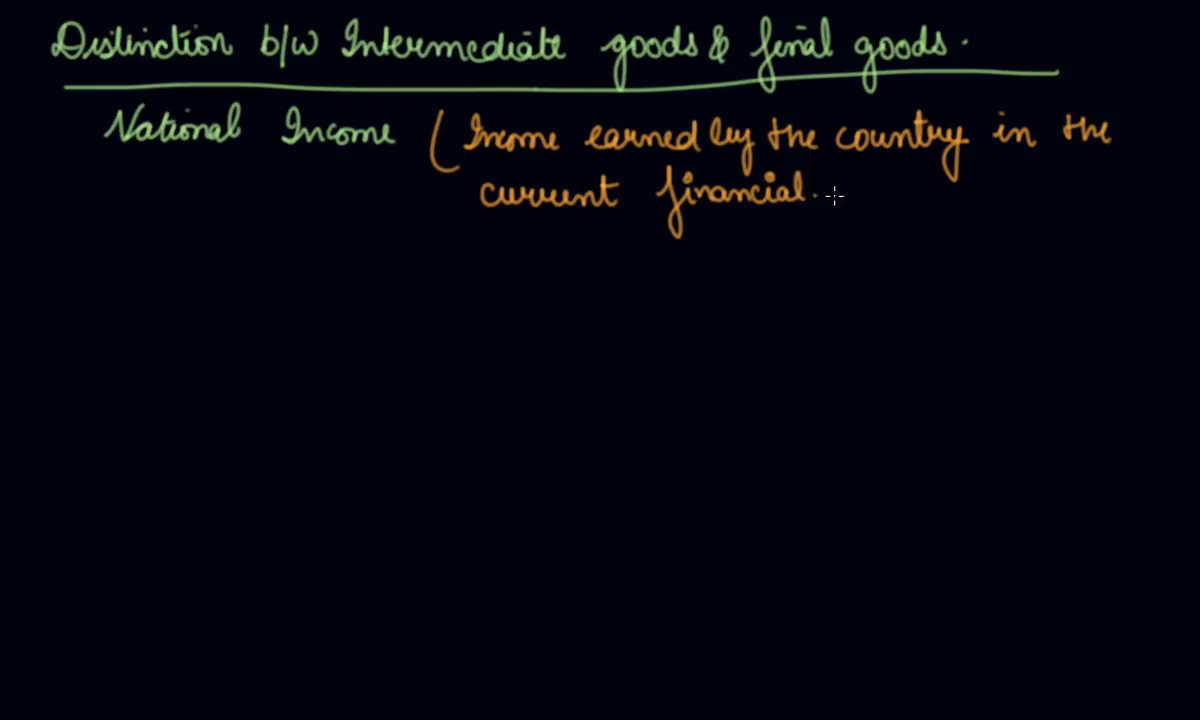 Distinction b/w Intermediate goods & final goods.
National Income ( Income earned by the country in the
current financial.